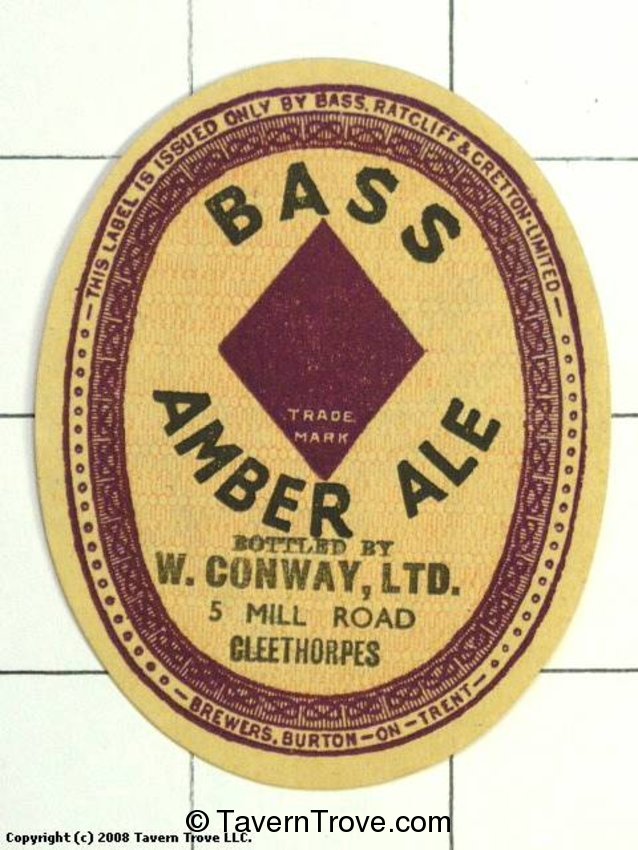 —THIS LABEL IS ISSUED ONLY BY BASS, RATCLIFF & GRETTON·LIMITED—
BASS
TRADE
MARK
AMBER ALE
BOTTLED BY
W. CONWAY, LTD.
5 MILL ROAD
CLEETHORPES
—BREWERS, BURTON—ON—TRENT—
© TavernTrove.com
Copyright (c) 2008 Tavern Trove LLC.